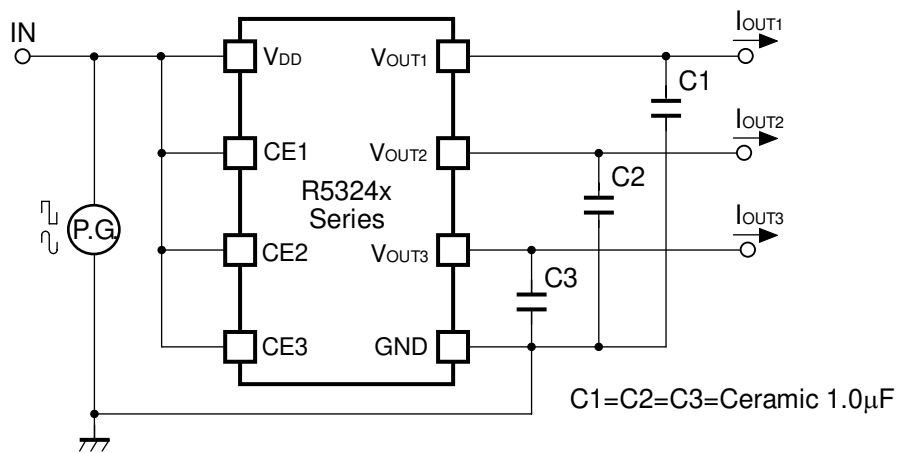 IN
VDD
CE1
CE2
CE3
P.G.
R5324x
Series
VOUT1
VOUT2
VOUT3
GND
C1
C2
C3
IOUT1
IOUT2
IOUT3
C1=C2=C3=Ceramic 1.0μF